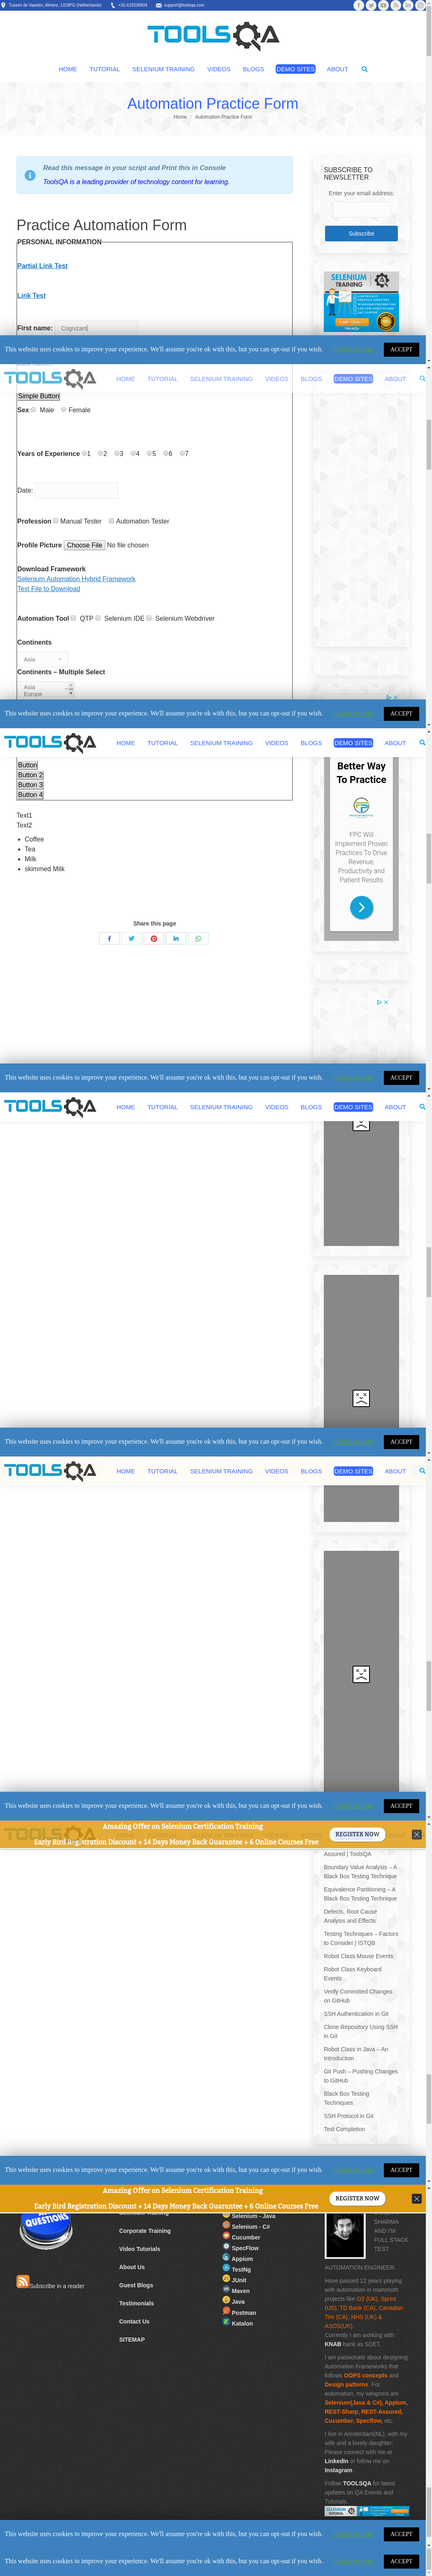 Tussen de Vaarten, Almere, 1318PG (Netherlands) +31-619236904 support@toolsqa.com
TOOLSQA
HOME TUTORIAL SELENIUM TRAINING VIDEOS BLOGS DEMO SITES ABOUT
Automation Practice Form
Home / Automation Practice Form
Read this message in your script and Print this in Console
ToolsQA is a leading provider of technology content for learning.
SUBSCRIBE TO NEWSLETTER
Enter your email address:
Subscribe
SELENIUM TRAINING
Practice Automation Form
PERSONAL INFORMATION
Partial Link Test
Link Test
First name: Cognizant
This website uses cookies to improve your experience. We'll assume you're ok with this, but you can opt-out if you wish. ACCEPT
TOOLSQA HOME TUTORIAL SELENIUM TRAINING VIDEOS BLOGS DEMO SITES ABOUT
Simple Button
Sex Male Female
Years of Experience 1 2 3 4 5 6 7
Date:
Profession Manual Tester Automation Tester
Profile Picture Choose File No file chosen
Download Framework
Selenium Automation Hybrid Framework
Test File to Download
Automation Tool QTP Selenium IDE Selenium Webdriver
Continents
Asia
Continents – Multiple Select
Asia
Europe
This website uses cookies to improve your experience. We'll assume you're ok with this, but you can opt-out if you wish. ACCEPT
TOOLSQA HOME TUTORIAL SELENIUM TRAINING VIDEOS BLOGS DEMO SITES ABOUT
Button
Button 2
Button 3
Button 4
Text1
Text2
Coffee
Tea
Milk
skimmed Milk
Better Way To Practice
FPC Will Implement Proven Practices To Drive Revenue, Productivity and Patient Results
Share this page
This website uses cookies to improve your experience. We'll assume you're ok with this, but you can opt-out if you wish. ACCEPT
TOOLSQA HOME TUTORIAL SELENIUM TRAINING VIDEOS BLOGS DEMO SITES ABOUT
This website uses cookies to improve your experience. We'll assume you're ok with this, but you can opt-out if you wish. ACCEPT
TOOLSQA HOME TUTORIAL SELENIUM TRAINING VIDEOS BLOGS DEMO SITES ABOUT
This website uses cookies to improve your experience. We'll assume you're ok with this, but you can opt-out if you wish. ACCEPT
Amazing Offer on Selenium Certification Training
Early Bird Registration Discount + 14 Days Money Back Guarantee + 6 Online Courses Free
REGISTER NOW
Assured | ToolsQA
Boundary Value Analysis – A Black Box Testing Technique
Equivalence Partitioning – A Black Box Testing Technique
Defects, Root Cause Analysis and Effects
Testing Techniques – Factors to Consider | ISTQB
Robot Class Mouse Events
Robot Class Keyboard Events
Verify Committed Changes on GitHub
SSH Authentication in Git
Clone Repository Using SSH in Git
Robot Class in Java – An Introduction
Git Push – Pushing Changes to GitHub
Black Box Testing Techniques
SSH Protocol in Git
Test Completion
This website uses cookies to improve your experience. We'll assume you're ok with this, but you can opt-out if you wish. ACCEPT
Amazing Offer on Selenium Certification Training
Early Bird Registration Discount + 14 Days Money Back Guarantee + 6 Online Courses Free
REGISTER NOW
QUESTIONS
Subscribe in a reader
Corporate Training
Video Tutorials
About Us
Guest Blogs
Testimonials
Contact Us
SITEMAP
Selenium - Java
Selenium - C#
Cucumber
SpecFlow
Appium
TestNg
JUnit
Maven
Java
Postman
Katalon
SHARMA AND I'M FULL STACK TEST AUTOMATION ENGINEER.
Have passed 12 years playing with automation in mammoth projects like O2 (UK), Sprint (US), TD Bank (CA), Canadian Tire (CA), NHS (UK) & ASDS(UK).
Currently I am working with KNAB bank as SDET.
I am passionate about designing Automation Frameworks that follows OOPS concepts and Design patterns. For automation, my weapons are Selenium(Java & C#), Appium, REST-Sharp, REST-Assured, Cucumber, Specflow, etc.
I live in Amsterdam(NL), with my wife and a lovely daughter. Please connect with me at LinkedIn or follow me on Instagram.
Follow TOOLSQA for latest updates on QA Events and Tutorials.
This website uses cookies to improve your experience. We'll assume you're ok with this, but you can opt-out if you wish. ACCEPT
This website uses cookies to improve your experience. We'll assume you're ok with this, but you can opt-out if you wish. ACCEPT